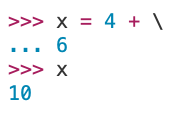 >>> x = 4 + \
... 6
>>> x
10